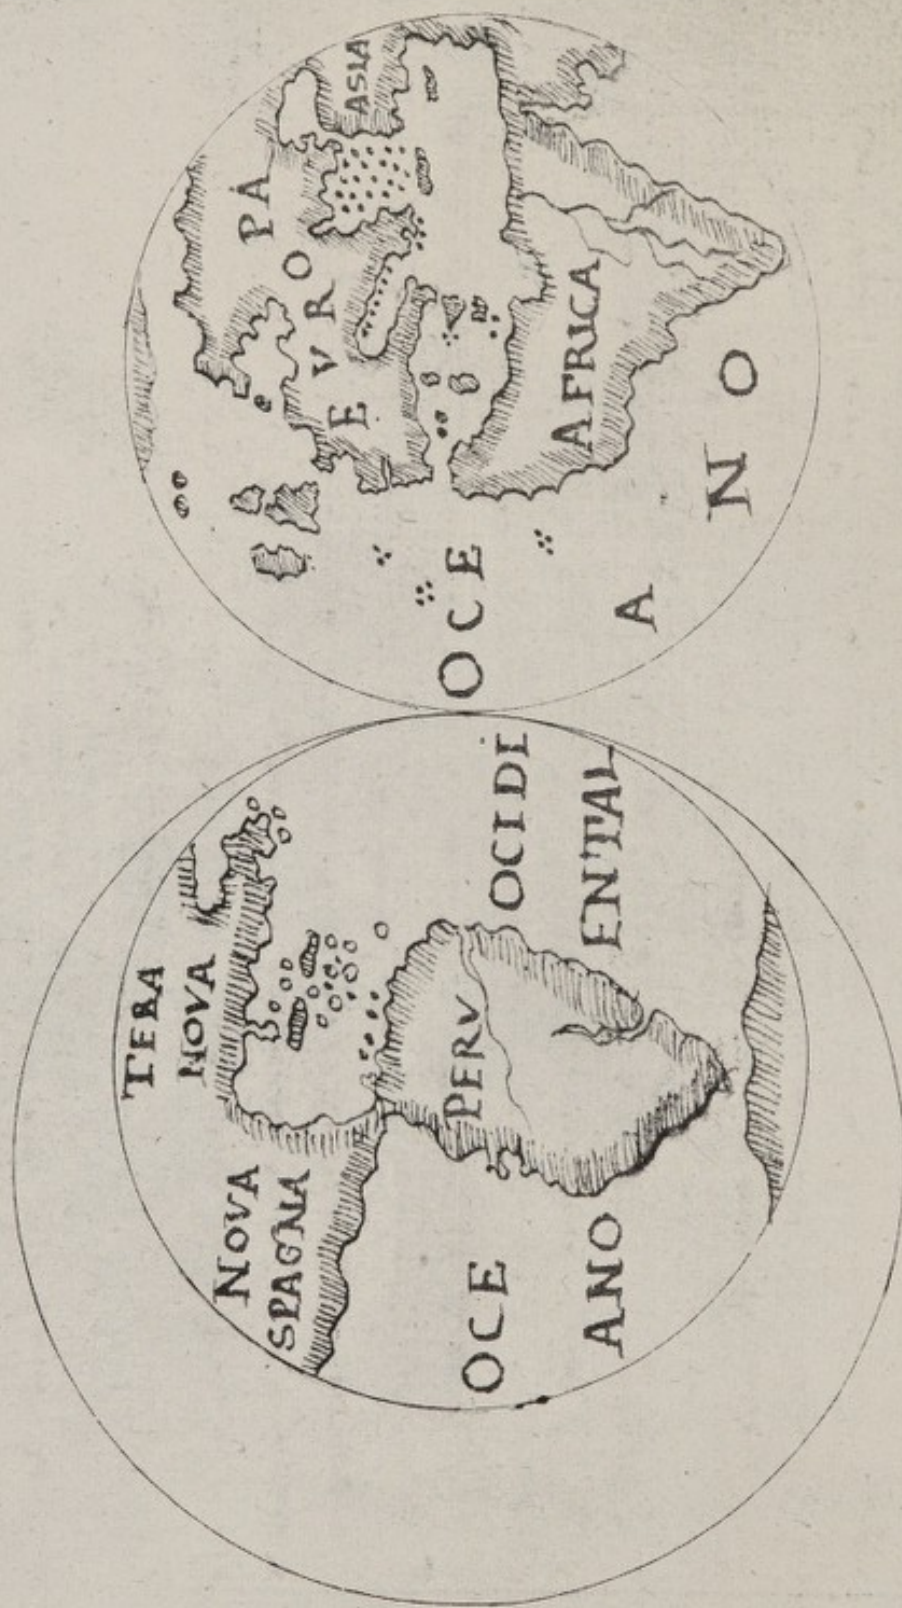 TERA
NOVA
NOVA
SPAGNA
PERV
OCIDE
ENTAL
OCE
ANO
EVROPA
ASIA
AFRICA
OCE
A
N
O